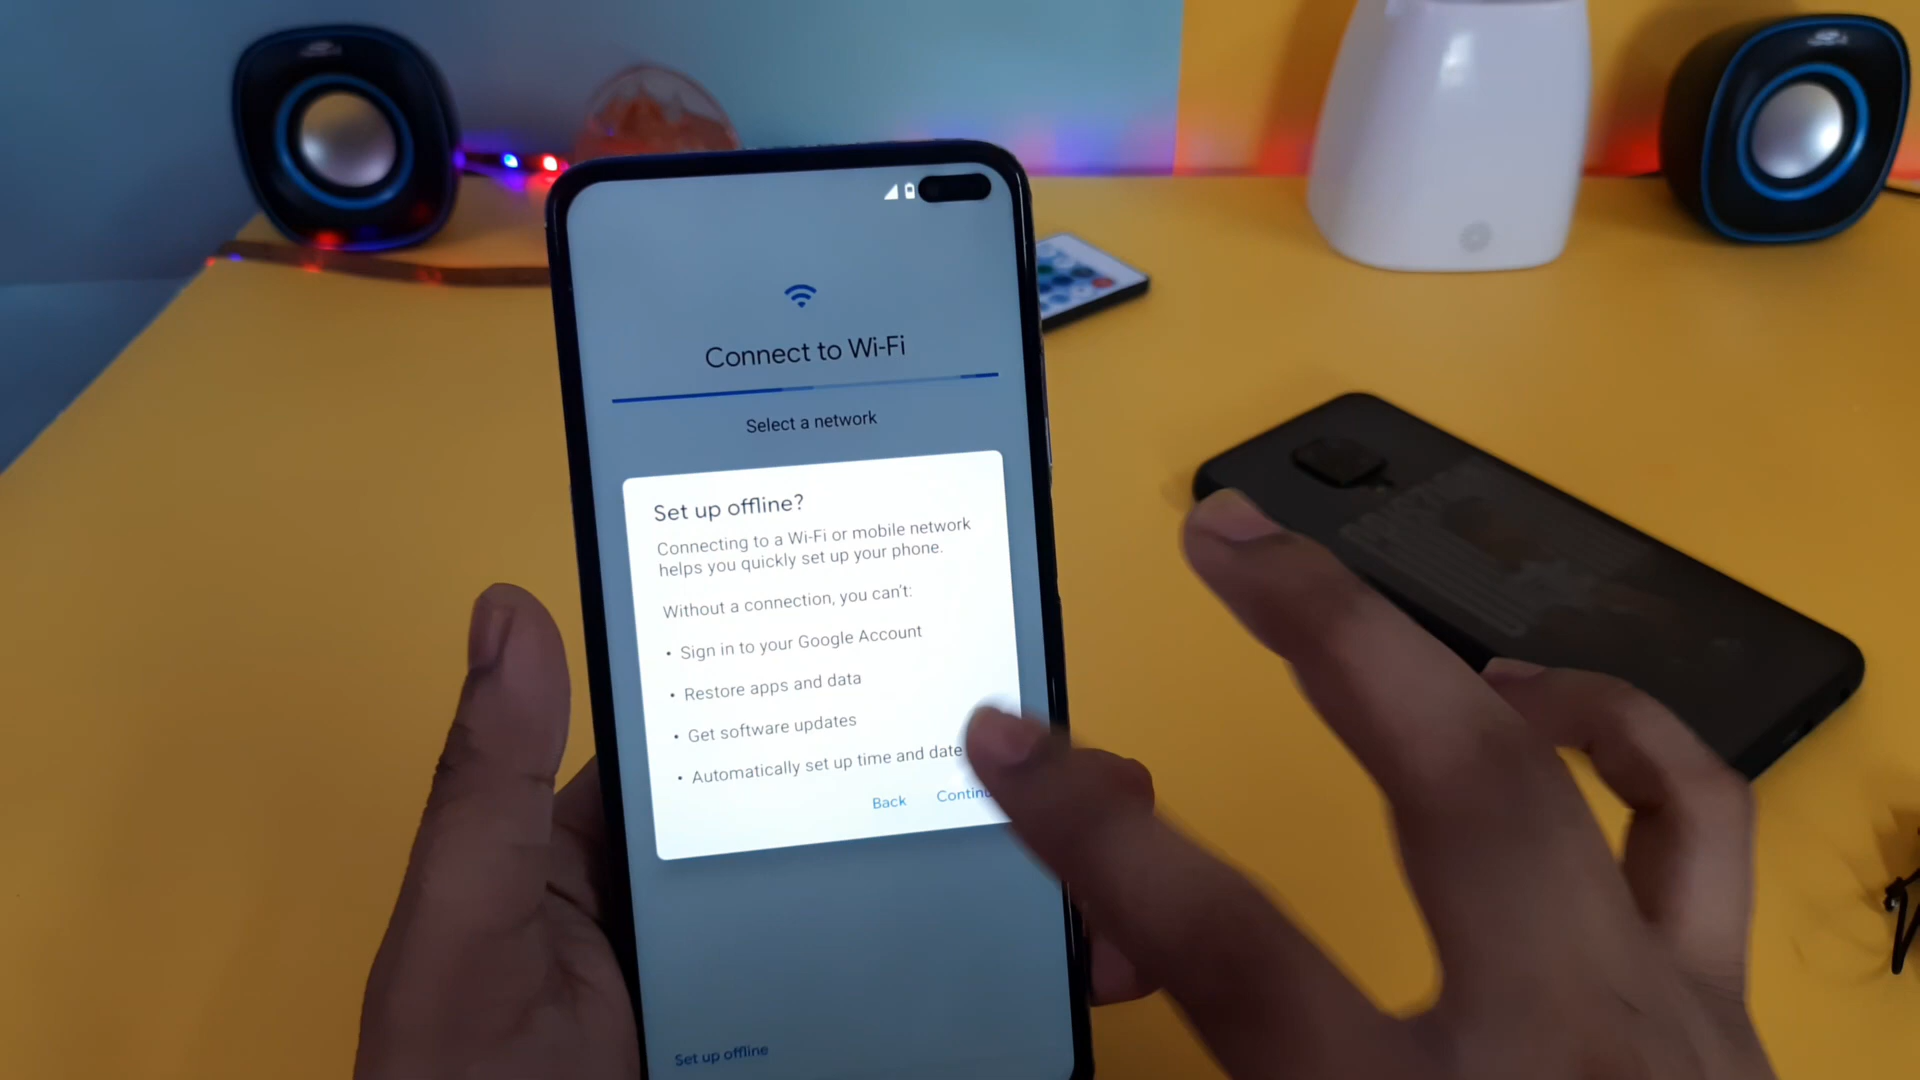 Connect to Wi-Fi
Select a network
Set up offline?
Connecting to a Wi-Fi or mobile network
helps you quickly set up your phone.
Without a connection, you can't:
• Sign in to your Google Account
• Restore apps and data
• Get software updates
• Automatically set up time and date
Back Continu
Set up offline